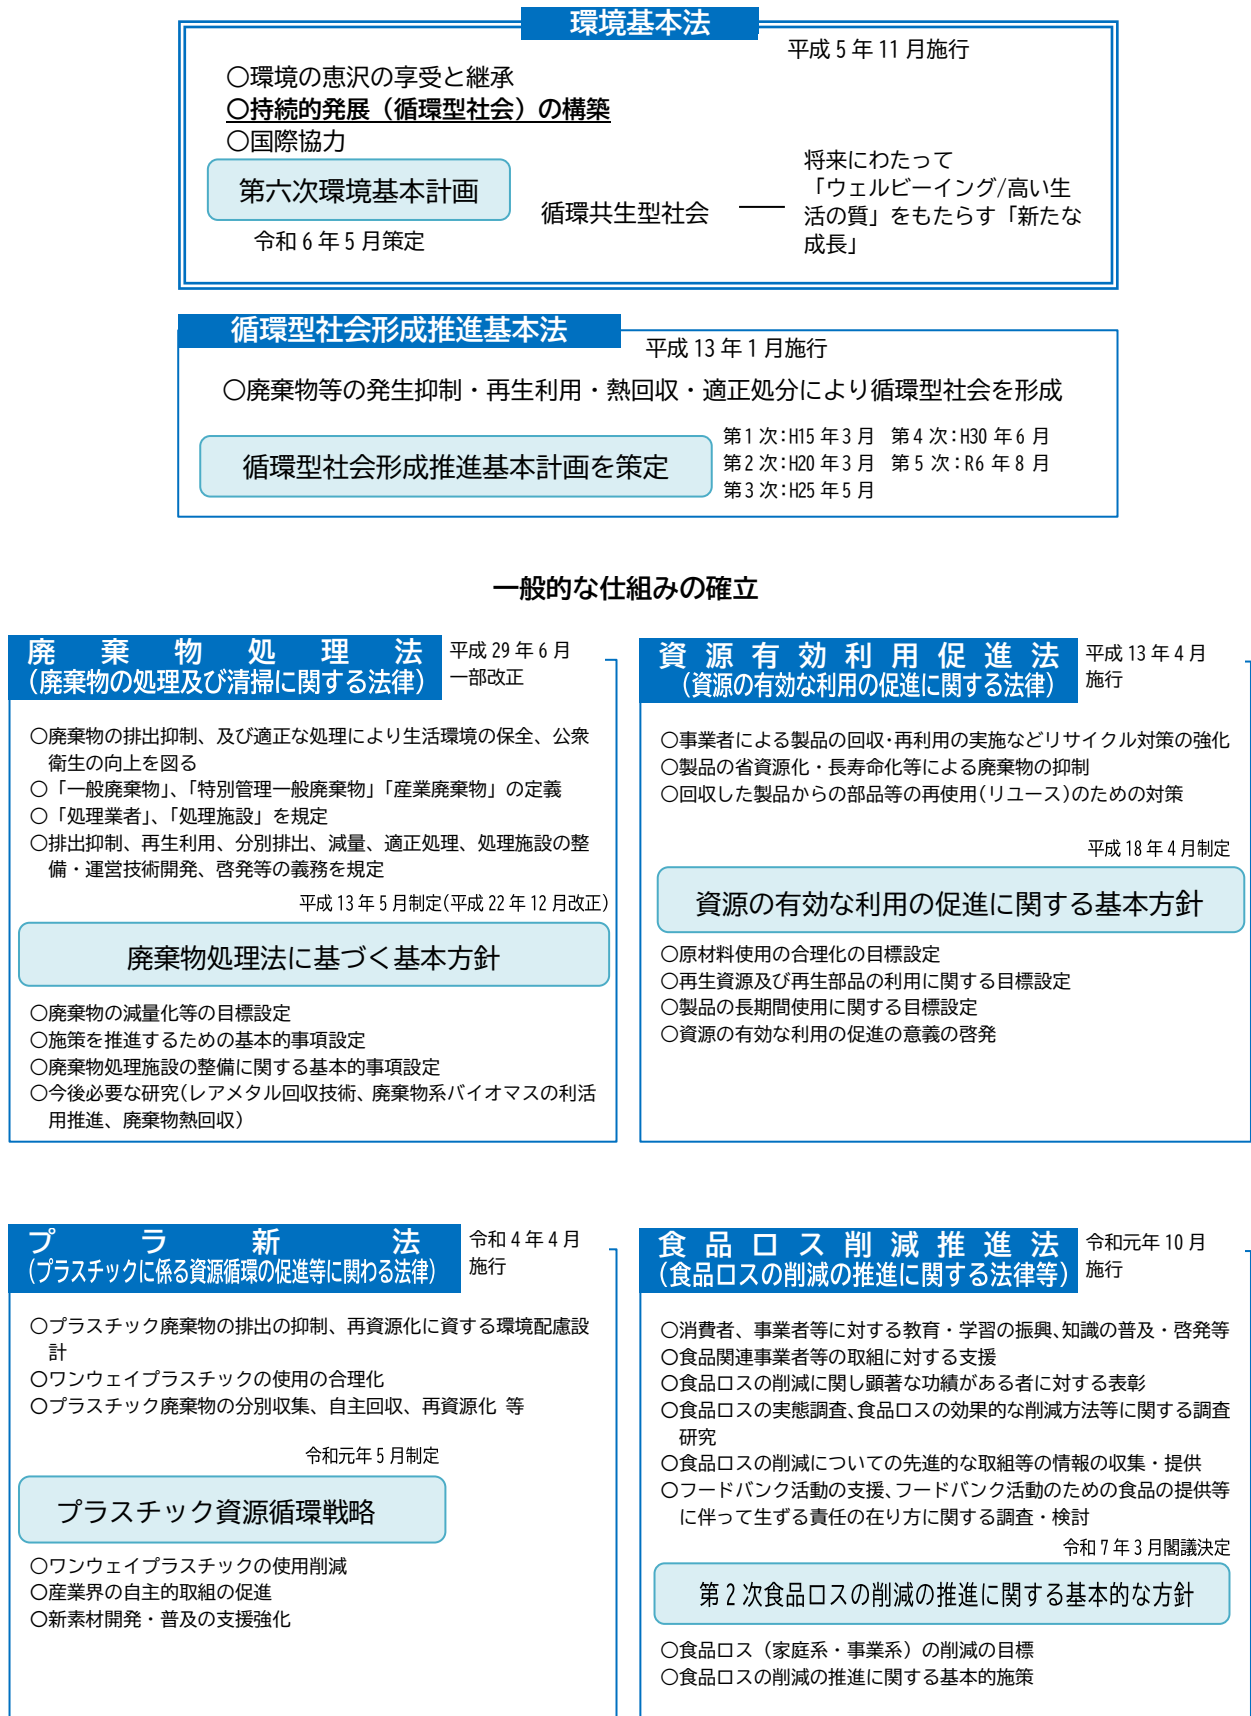 環境基本法
平成5年11月施行
○環境の恵沢の享受と継承
○持続的発展（循環型社会）の構築
○国際協力
第六次環境基本計画
令和6年5月策定
循環共生型社会
将来にわたって
「ウェルビーイング/高い生
活の質」をもたらす「新たな
成長」
循環型社会形成推進基本法
平成13年1月施行
○廃棄物等の発生抑制・再生利用・熱回収・適正処分により循環型社会を形成
循環型社会形成推進基本計画を策定
第1次：H15年3月 第4次：H30年6月
第2次：H20年3月 第5次：R6年8月
第3次：H25年5月
一般的な仕組みの確立
廃棄物処理法
（廃棄物の処理及び清掃に関する法律）
平成29年6月
一部改正
○廃棄物の排出抑制、及び適正な処理により生活環境の保全、公衆
衛生の向上を図る
○「一般廃棄物」、「特別管理一般廃棄物」「産業廃棄物」の定義
○「処理業者」、「処理施設」を規定
○排出抑制、再生利用、分別排出、減量、適正処理、処理施設の整
備・運営技術開発、啓発等の義務を規定
平成13年5月制定(平成22年12月改正)
廃棄物処理法に基づく基本方針
○廃棄物の減量化等の目標設定
○施策を推進するための基本的事項設定
○廃棄物処理施設の整備に関する基本的事項設定
○今後必要な研究(レアメタル回収技術、廃棄物系バイオマスの利活
用推進、廃棄物熱回収)
資源有効利用促進法
（資源の有効な利用の促進に関する法律）
平成13年4月
施行
○事業者による製品の回収・再利用の実施などリサイクル対策の強化
○製品の省資源化・長寿命化等による廃棄物の抑制
○回収した製品からの部品等の再使用(リユース)のための対策
平成18年4月制定
資源の有効な利用の促進に関する基本方針
○原材料使用の合理化の目標設定
○再生資源及び再生部品の利用に関する目標設定
○製品の長期間使用に関する目標設定
○資源の有効な利用の促進の意義の啓発
プラ新法
（プラスチックに係る資源循環の促進等に関わる法律）
令和4年4月
施行
○プラスチック廃棄物の排出の抑制、再資源化に資する環境配慮設
計
○ワンウェイプラスチックの使用の合理化
○プラスチック廃棄物の分別収集、自主回収、再資源化 等
令和元年5月制定
プラスチック資源循環戦略
○ワンウェイプラスチックの使用削減
○産業界の自主的取組の促進
○新素材開発・普及の支援強化
食品ロス削減推進法
（食品ロスの削減の推進に関する法律等）
令和元年10月
施行
○消費者、事業者等に対する教育・学習の振興、知識の普及・啓発等
○食品関連事業者等の取組に対する支援
○食品ロスの削減に関し顕著な功績がある者に対する表彰
○食品ロスの実態調査、食品ロスの効果的な削減方法等に関する調査
研究
○食品ロスの削減についての先進的な取組等の情報の収集・提供
○フードバンク活動の支援、フードバンク活動のための食品の提供等
に伴って生ずる責任の在り方に関する調査・検討
令和7年3月閣議決定
第2次食品ロスの削減の推進に関する基本的な方針
○食品ロス（家庭系・事業系）の削減の目標
○食品ロスの削減の推進に関する基本的施策